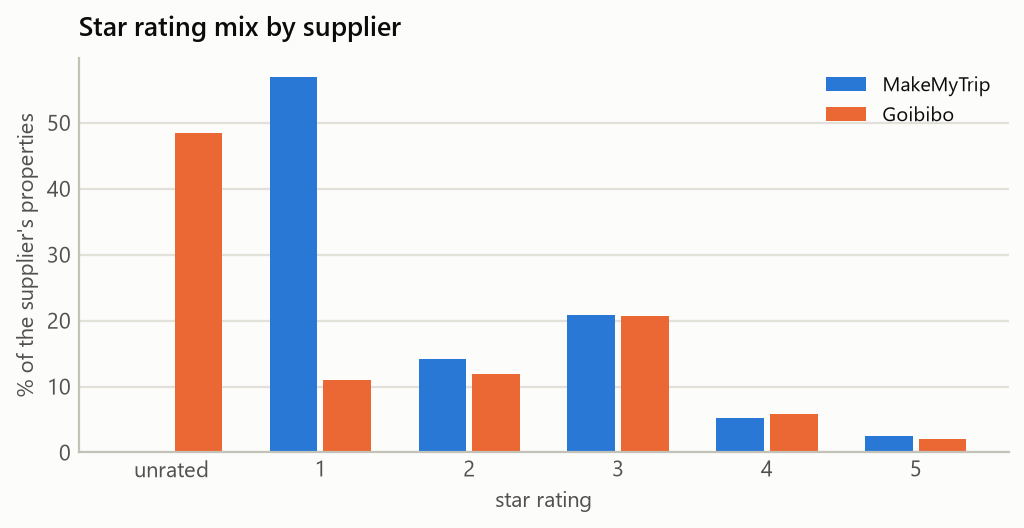 Star rating mix by supplier
MakeMyTrip
Goibibo
% of the supplier's properties
50
40
30
20
10
0
unrated 1 2 3 4 5
star rating